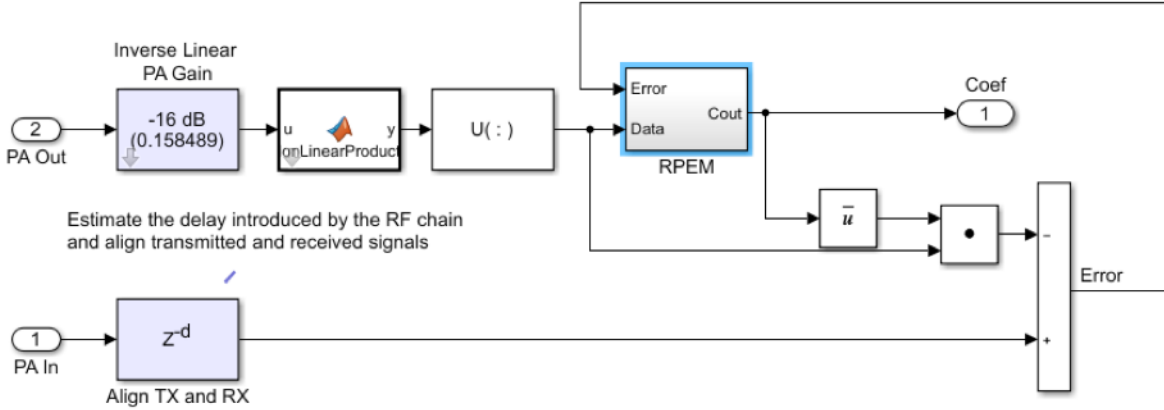 Inverse Linear
PA Gain
-16 dB
(0.158489)
2
PA Out
u
y
onLinearProduct
U( : )
Error
Data
Cout
RPEM
Coef
1
Estimate the delay introduced by the RF chain
and align transmitted and received signals
u
•
−
+
Error
1
PA In
Z-d
Align TX and RX